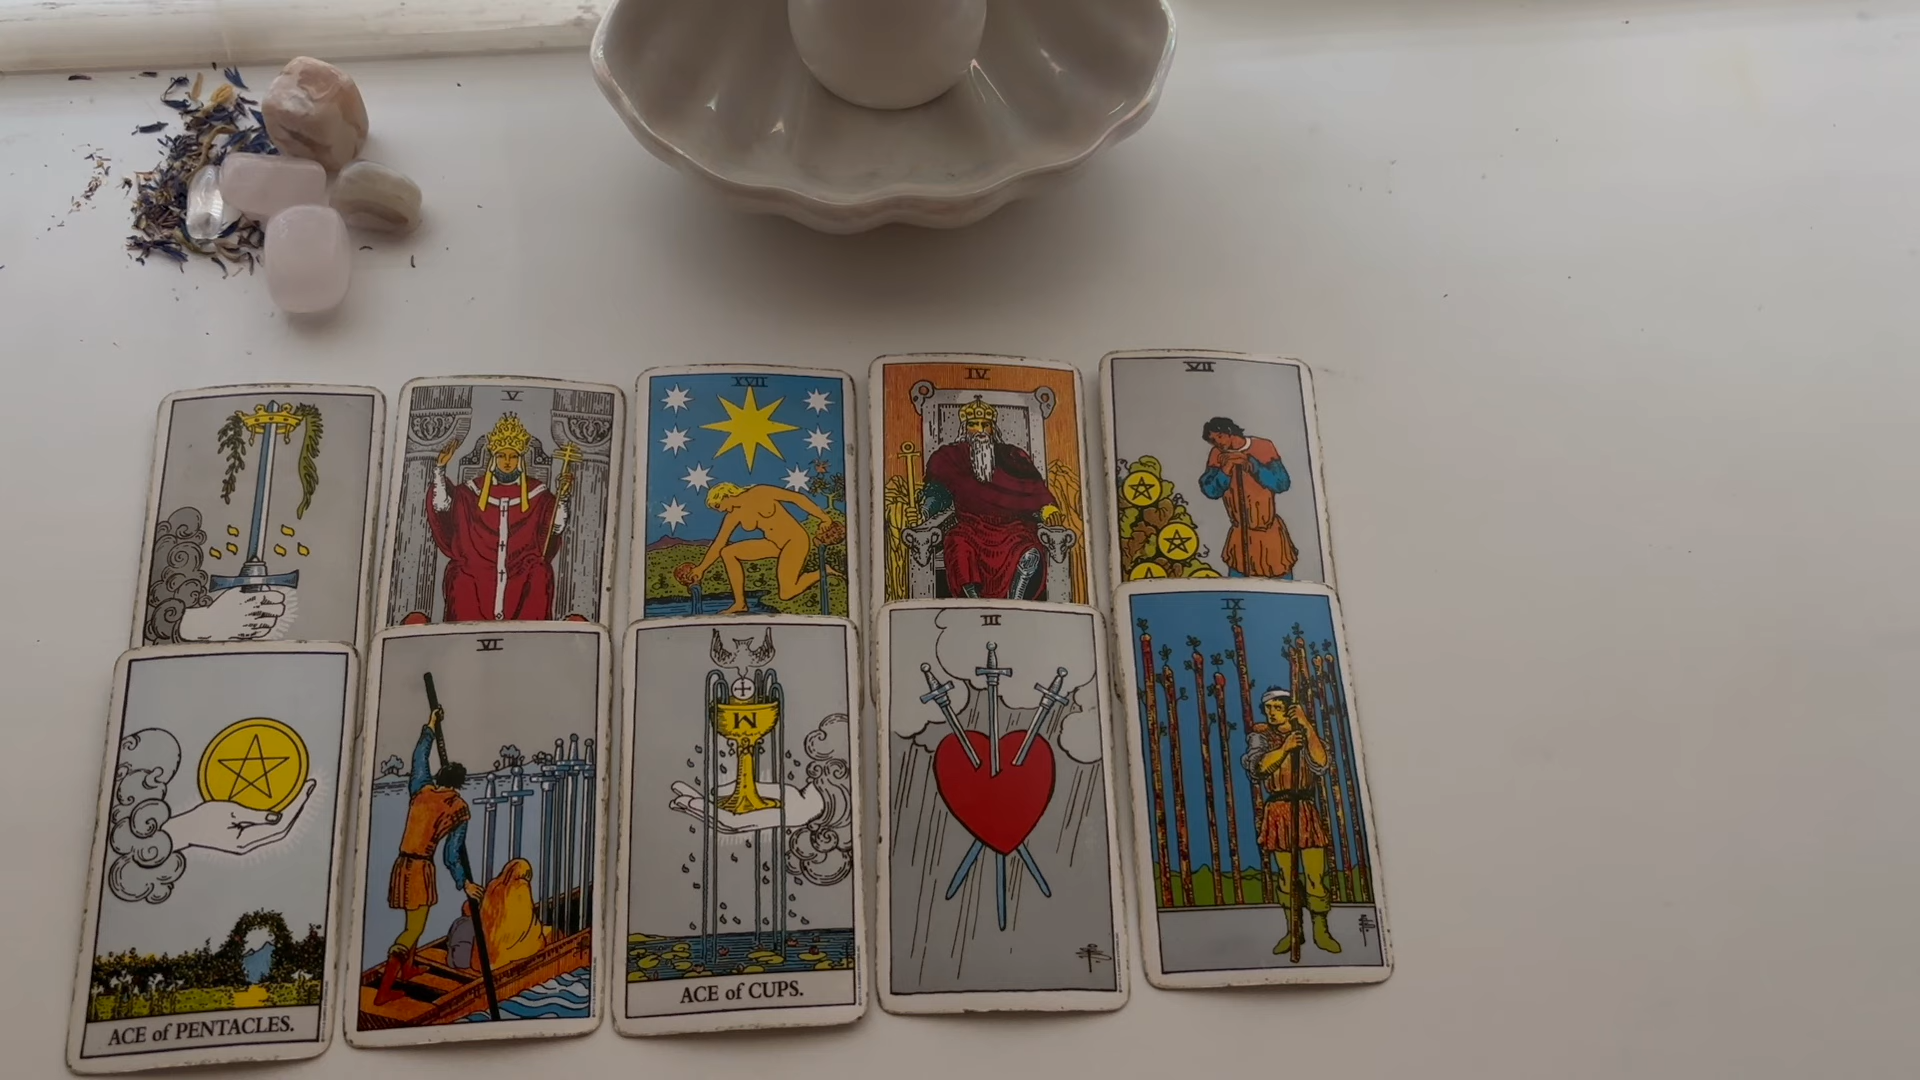 V
XVII
IV
VII
VI
III
IX
ACE of CUPS.
ACE of PENTACLES.